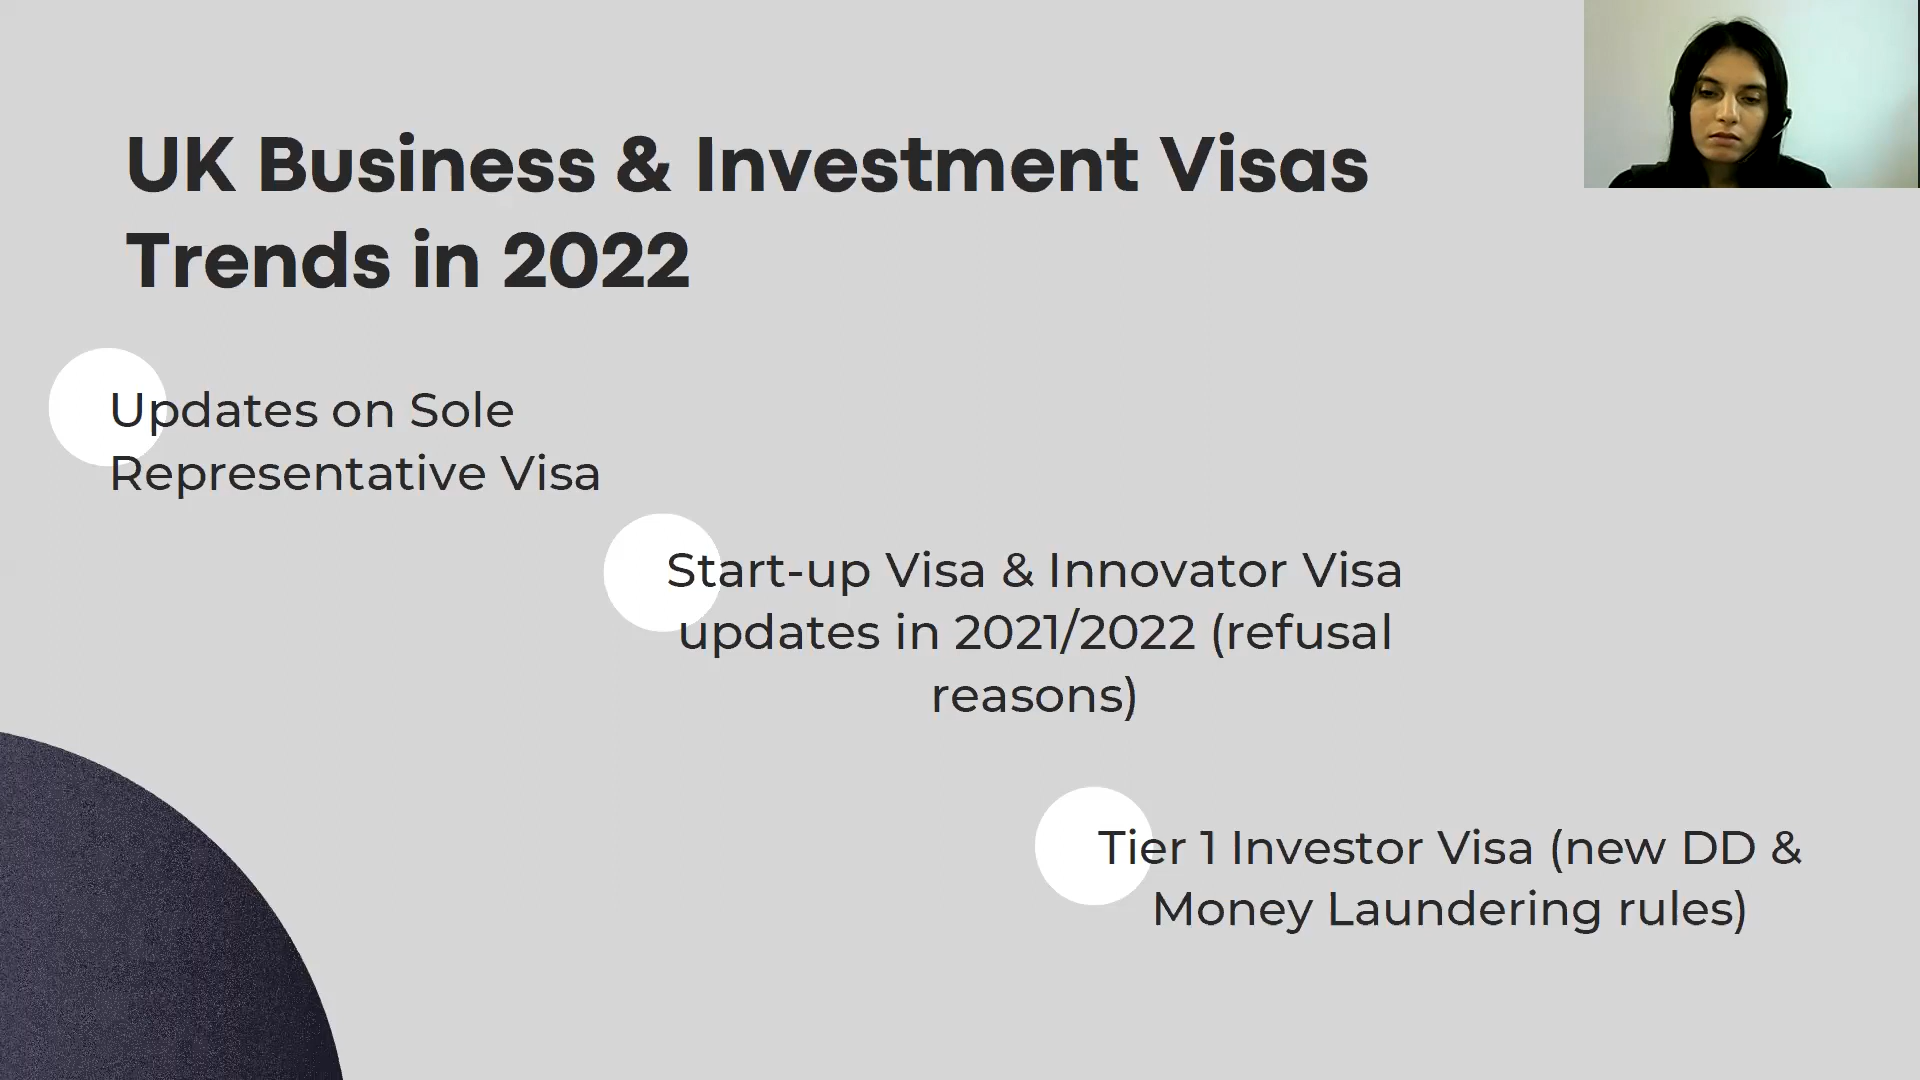 UK Business & Investment Visas
Trends in 2022
Updates on Sole
Representative Visa
Start-up Visa & Innovator Visa
updates in 2021/2022 (refusal
reasons)
Tier 1 Investor Visa (new DD &
Money Laundering rules)